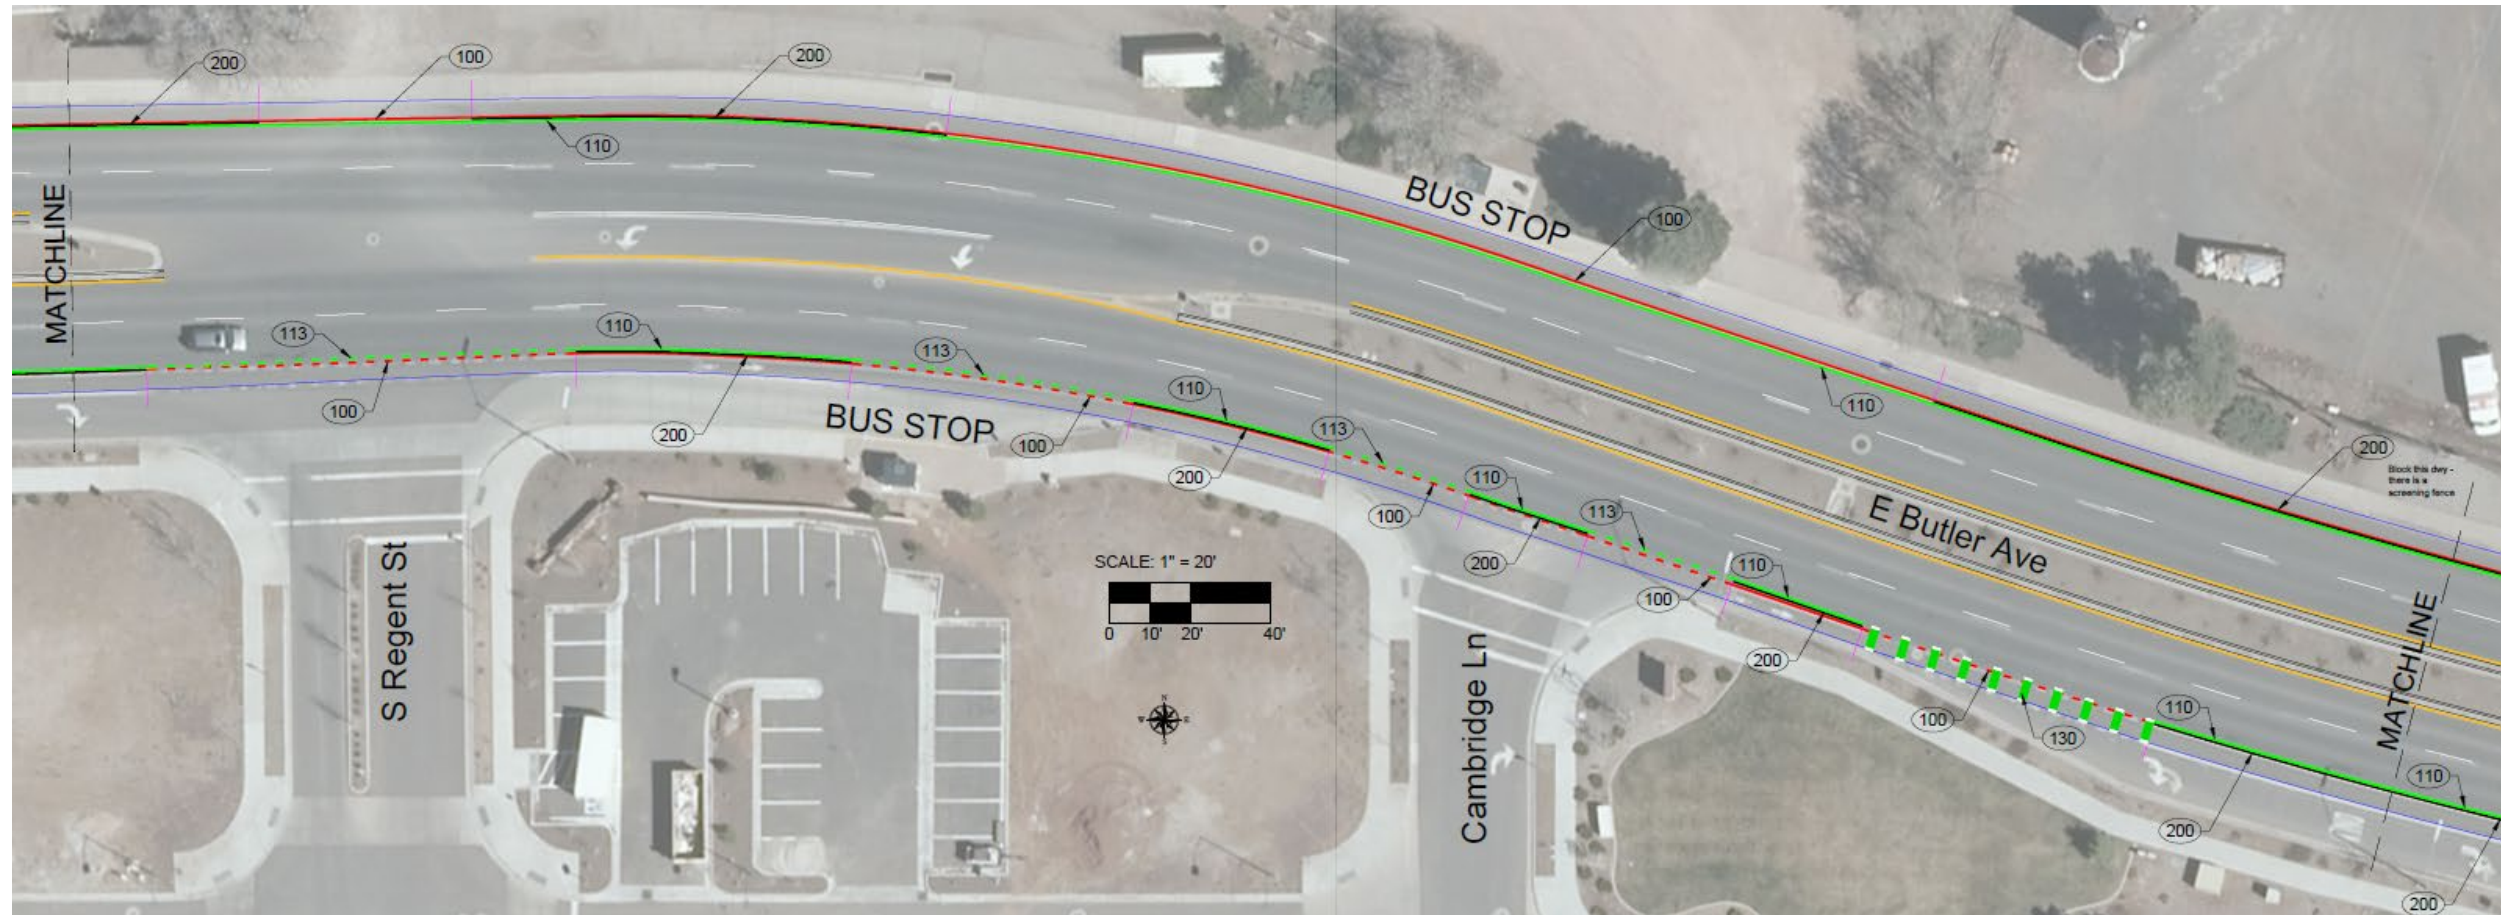 200
100
200
110
MATCHLINE
BUS STOP
100
110
200
Block this dwy -
there is a
screening fence
113
100
110
200
BUS STOP
113
100
110
200
113
100
110
200
113
100
110
200
E Butler Ave
100
130
110
200
110
200
MATCHLINE
S Regent St
Cambridge Ln
SCALE: 1" = 20'
0 10' 20' 40'
N
W E
S